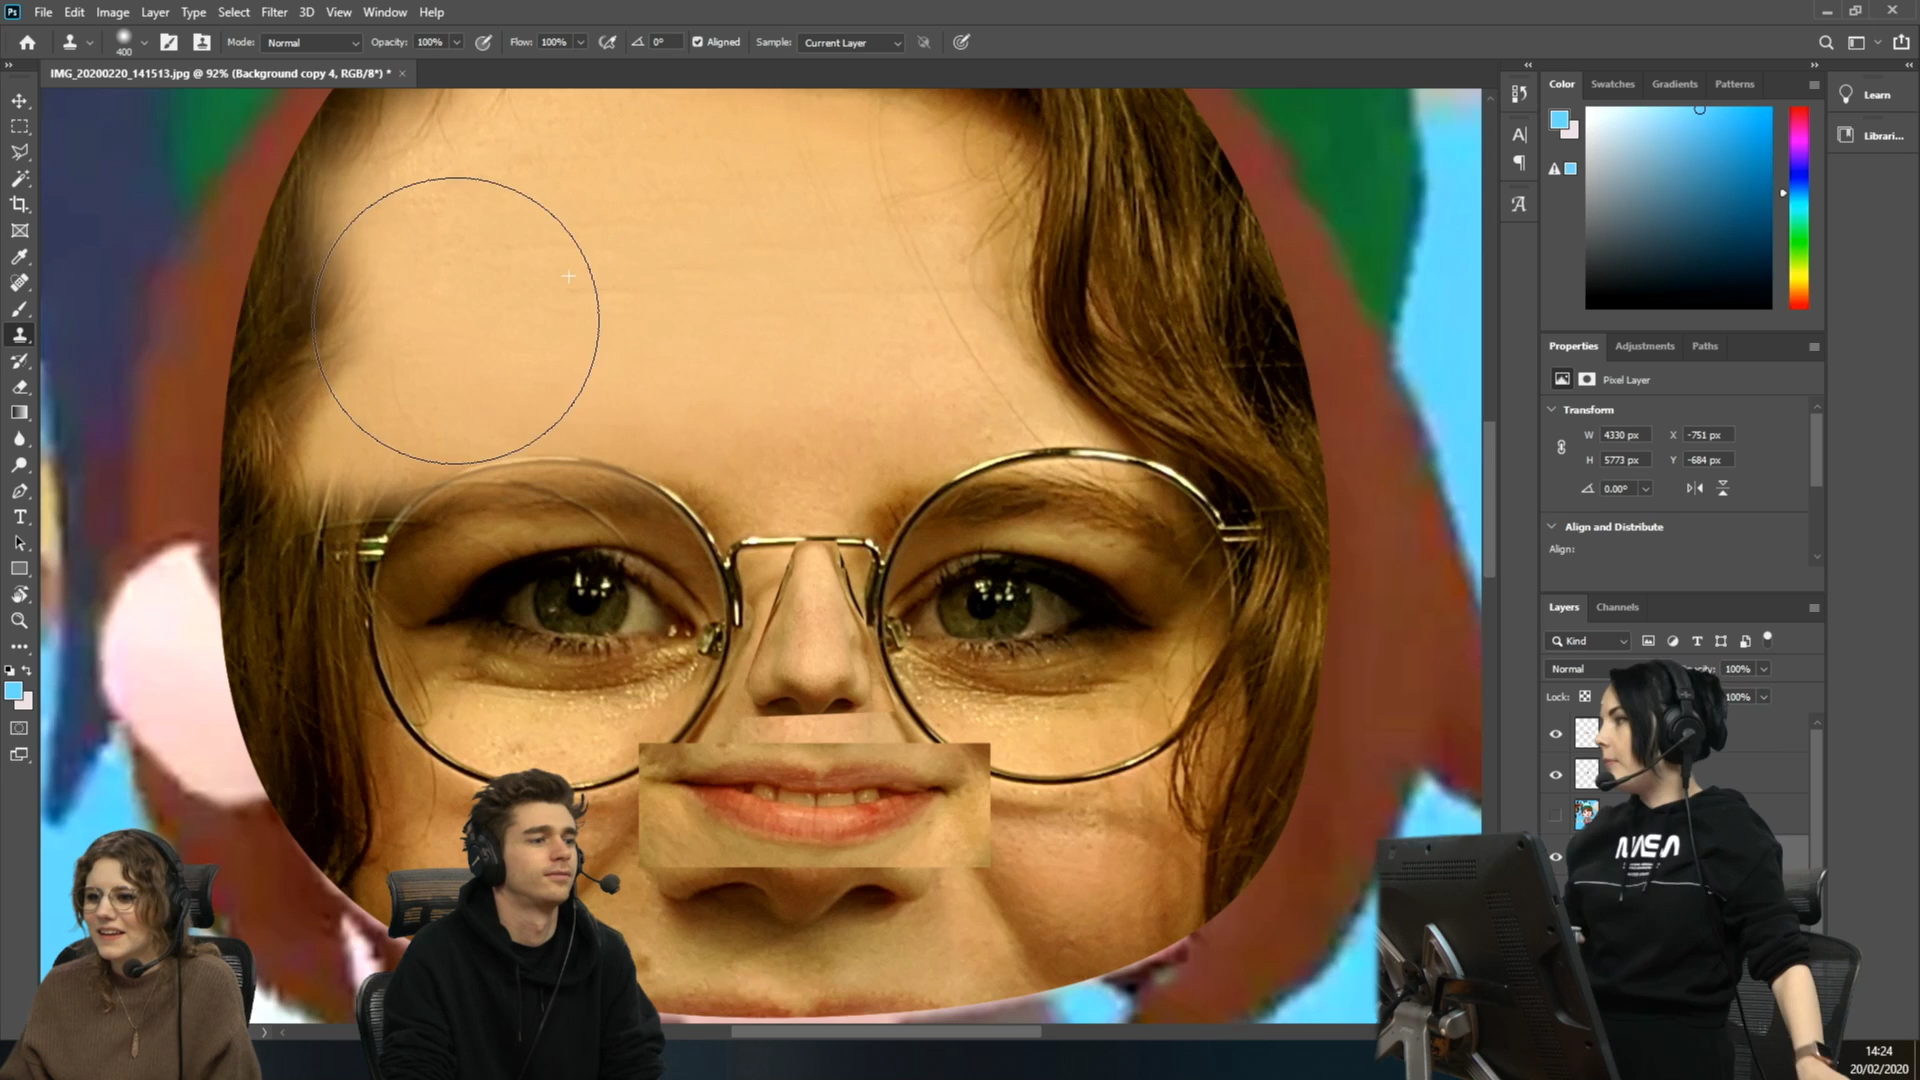 Ps File Edit Image Layer Type Select Filter 3D View Window Help
400 Mode: Normal Opacity: 100% Flow: 100% 0° Aligned Sample: Current Layer
IMG_20200220_141513.jpg @ 92% (Background copy 4, RGB/8*) *
Color Swatches Gradients Patterns
Learn
Librari...
Properties Adjustments Paths
Pixel Layer
Transform
W 4330 px X -751 px
H 5773 px Y -684 px
0.00°
Align and Distribute
Align:
Layers Channels
Kind
Normal 100%
Lock: 100%
NASA
14:24
20/02/2020